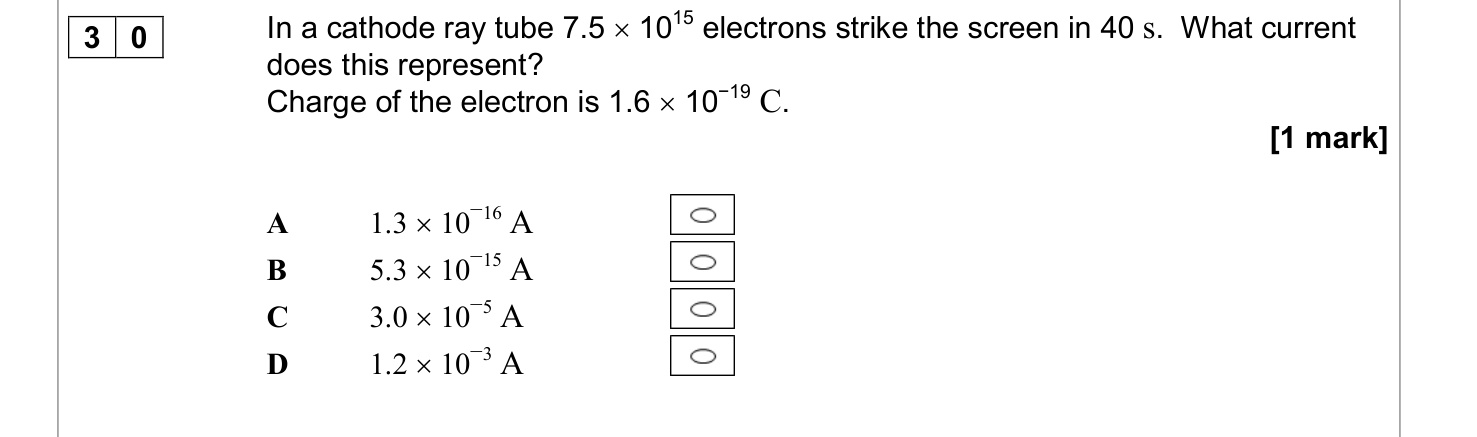 3 0 In a cathode ray tube 7.5 × 10¹⁵ electrons strike the screen in 40 s. What current
does this represent?
Charge of the electron is 1.6 × 10⁻¹⁹ C.
[1 mark]
A 1.3 × 10⁻¹⁶ A
B 5.3 × 10⁻¹⁵ A
C 3.0 × 10⁻⁵ A
D 1.2 × 10⁻³ A